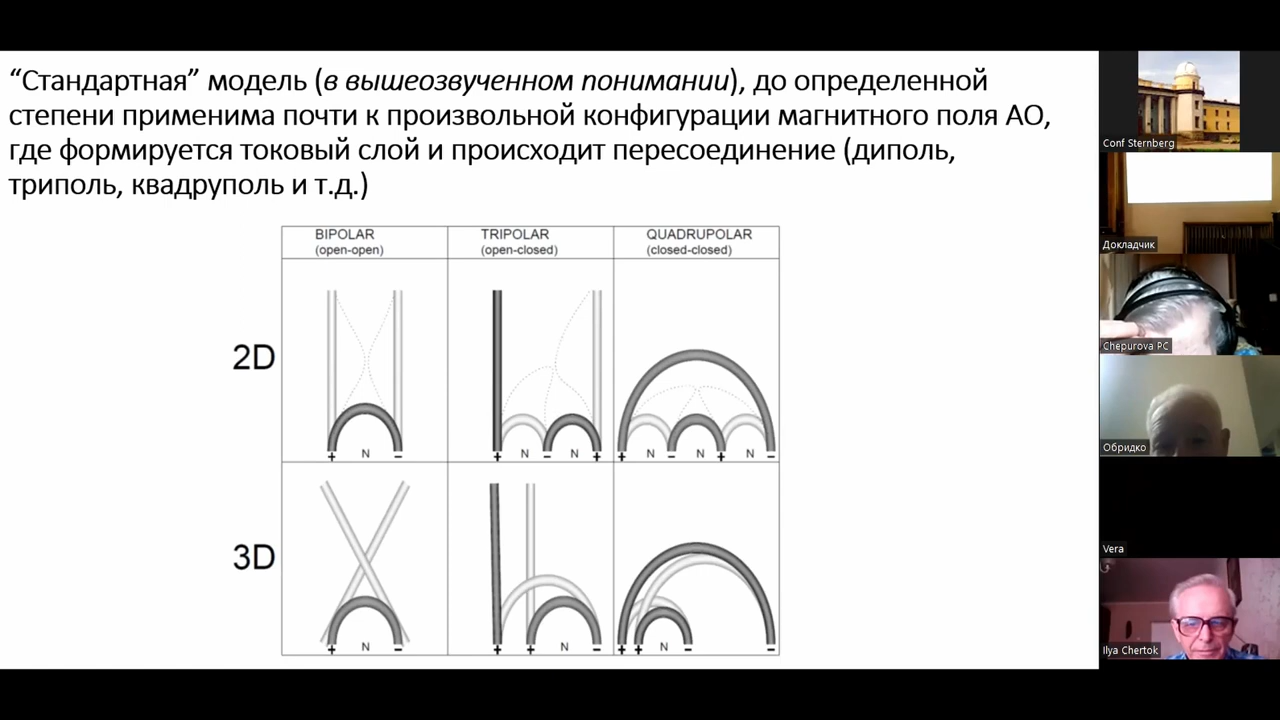 “Стандартная” модель (в вышеозвученном понимании), до определенной
степени применима почти к произвольной конфигурации магнитного поля АО,
где формируется токовый слой и происходит пересоединение (диполь,
триполь, квадруполь и т.д.)
BIPOLAR
(open-open)
TRIPOLAR
(open-closed)
QUADRUPOLAR
(closed-closed)
2D
+ N -
+ N - N +
+ N - N + N -
3D
+ N -
+ + N -
+ + N -
Conf Sternberg
Докладчик
Chepurova PC
Обридко
Vera
Ilya Chertok